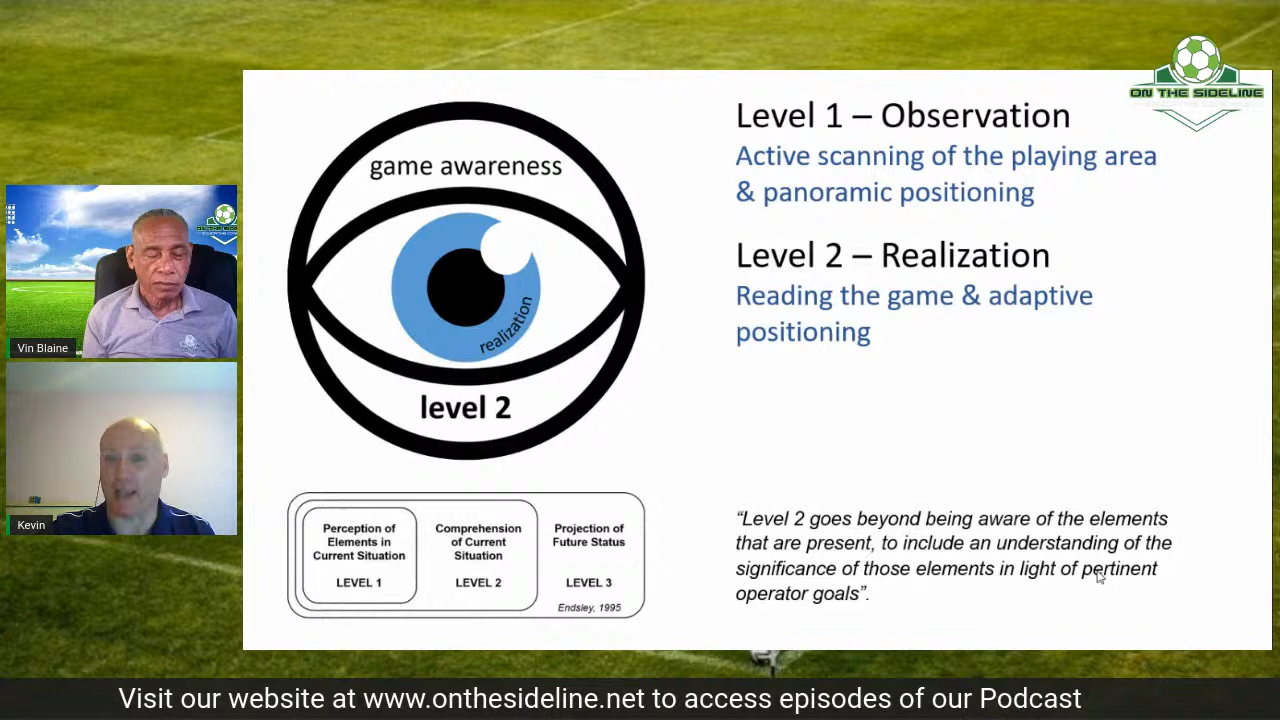 ON THE SIDELINE
game awareness
realization
level 2
Level 1 – Observation
Active scanning of the playing area
& panoramic positioning
Level 2 – Realization
Reading the game & adaptive
positioning
Vin Blaine
Kevin
Perception of
Elements in
Current Situation
LEVEL 1
Comprehension
of Current
Situation
LEVEL 2
Projection of
Future Status
LEVEL 3
Endsley, 1995
“Level 2 goes beyond being aware of the elements
that are present, to include an understanding of the
significance of those elements in light of pertinent
operator goals”.
Visit our website at www.onthesideline.net to access episodes of our Podcast